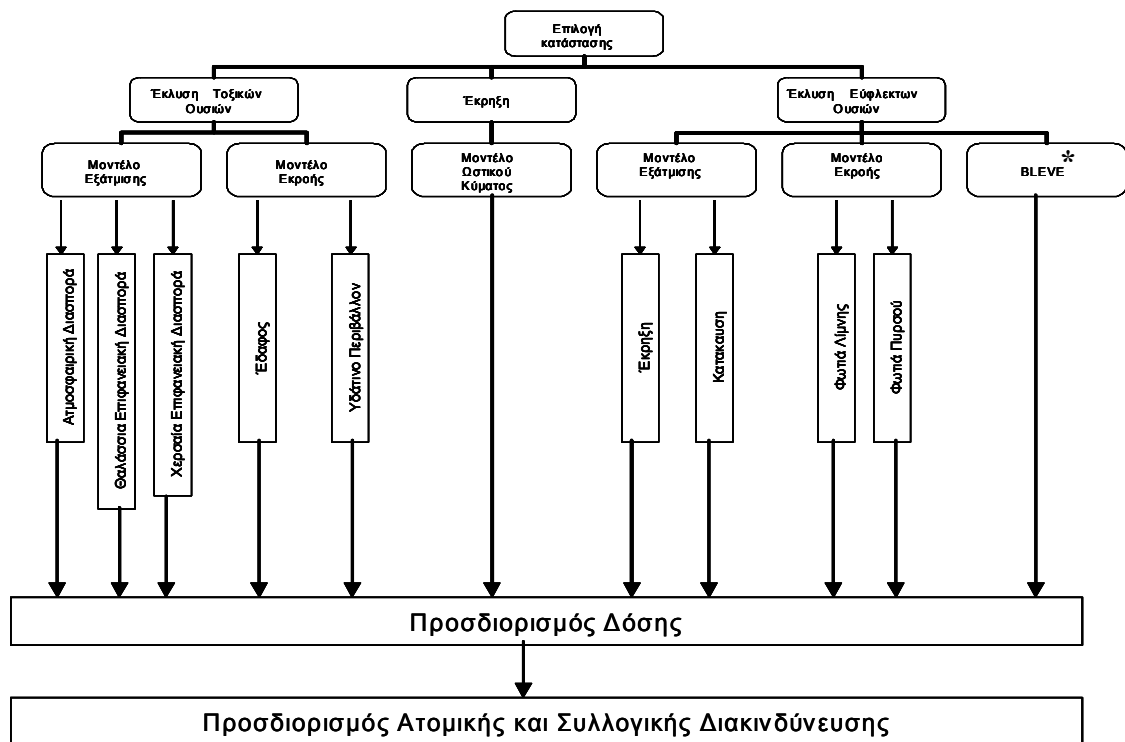 Επιλογή
κατάστασης
Έκλυση Τοξικών
Ουσιών
Έκρηξη
Έκλυση Εύφλεκτων
Ουσιών
Μοντέλο
Εξάτμισης
Μοντέλο
Εκροής
Μοντέλο
Ωστικού
Κύματος
Μοντέλο
Εξάτμισης
Μοντέλο
Εκροής
BLEVE*
Ατμοσφαιρική Διασπορά
Θαλάσσια Επιφανειακή Διασπορά
Χερσαία Επιφανειακή Διασπορά
Έδαφος
Υδάτινο Περιβάλλον
Έκρηξη
Κατακαυση
Φωτιά Λίμνης
Φωτιά Πυρσού
Προσδιορισμός Δόσης
Προσδιορισμός Ατομικής και Συλλογικής Διακινδύνευσης